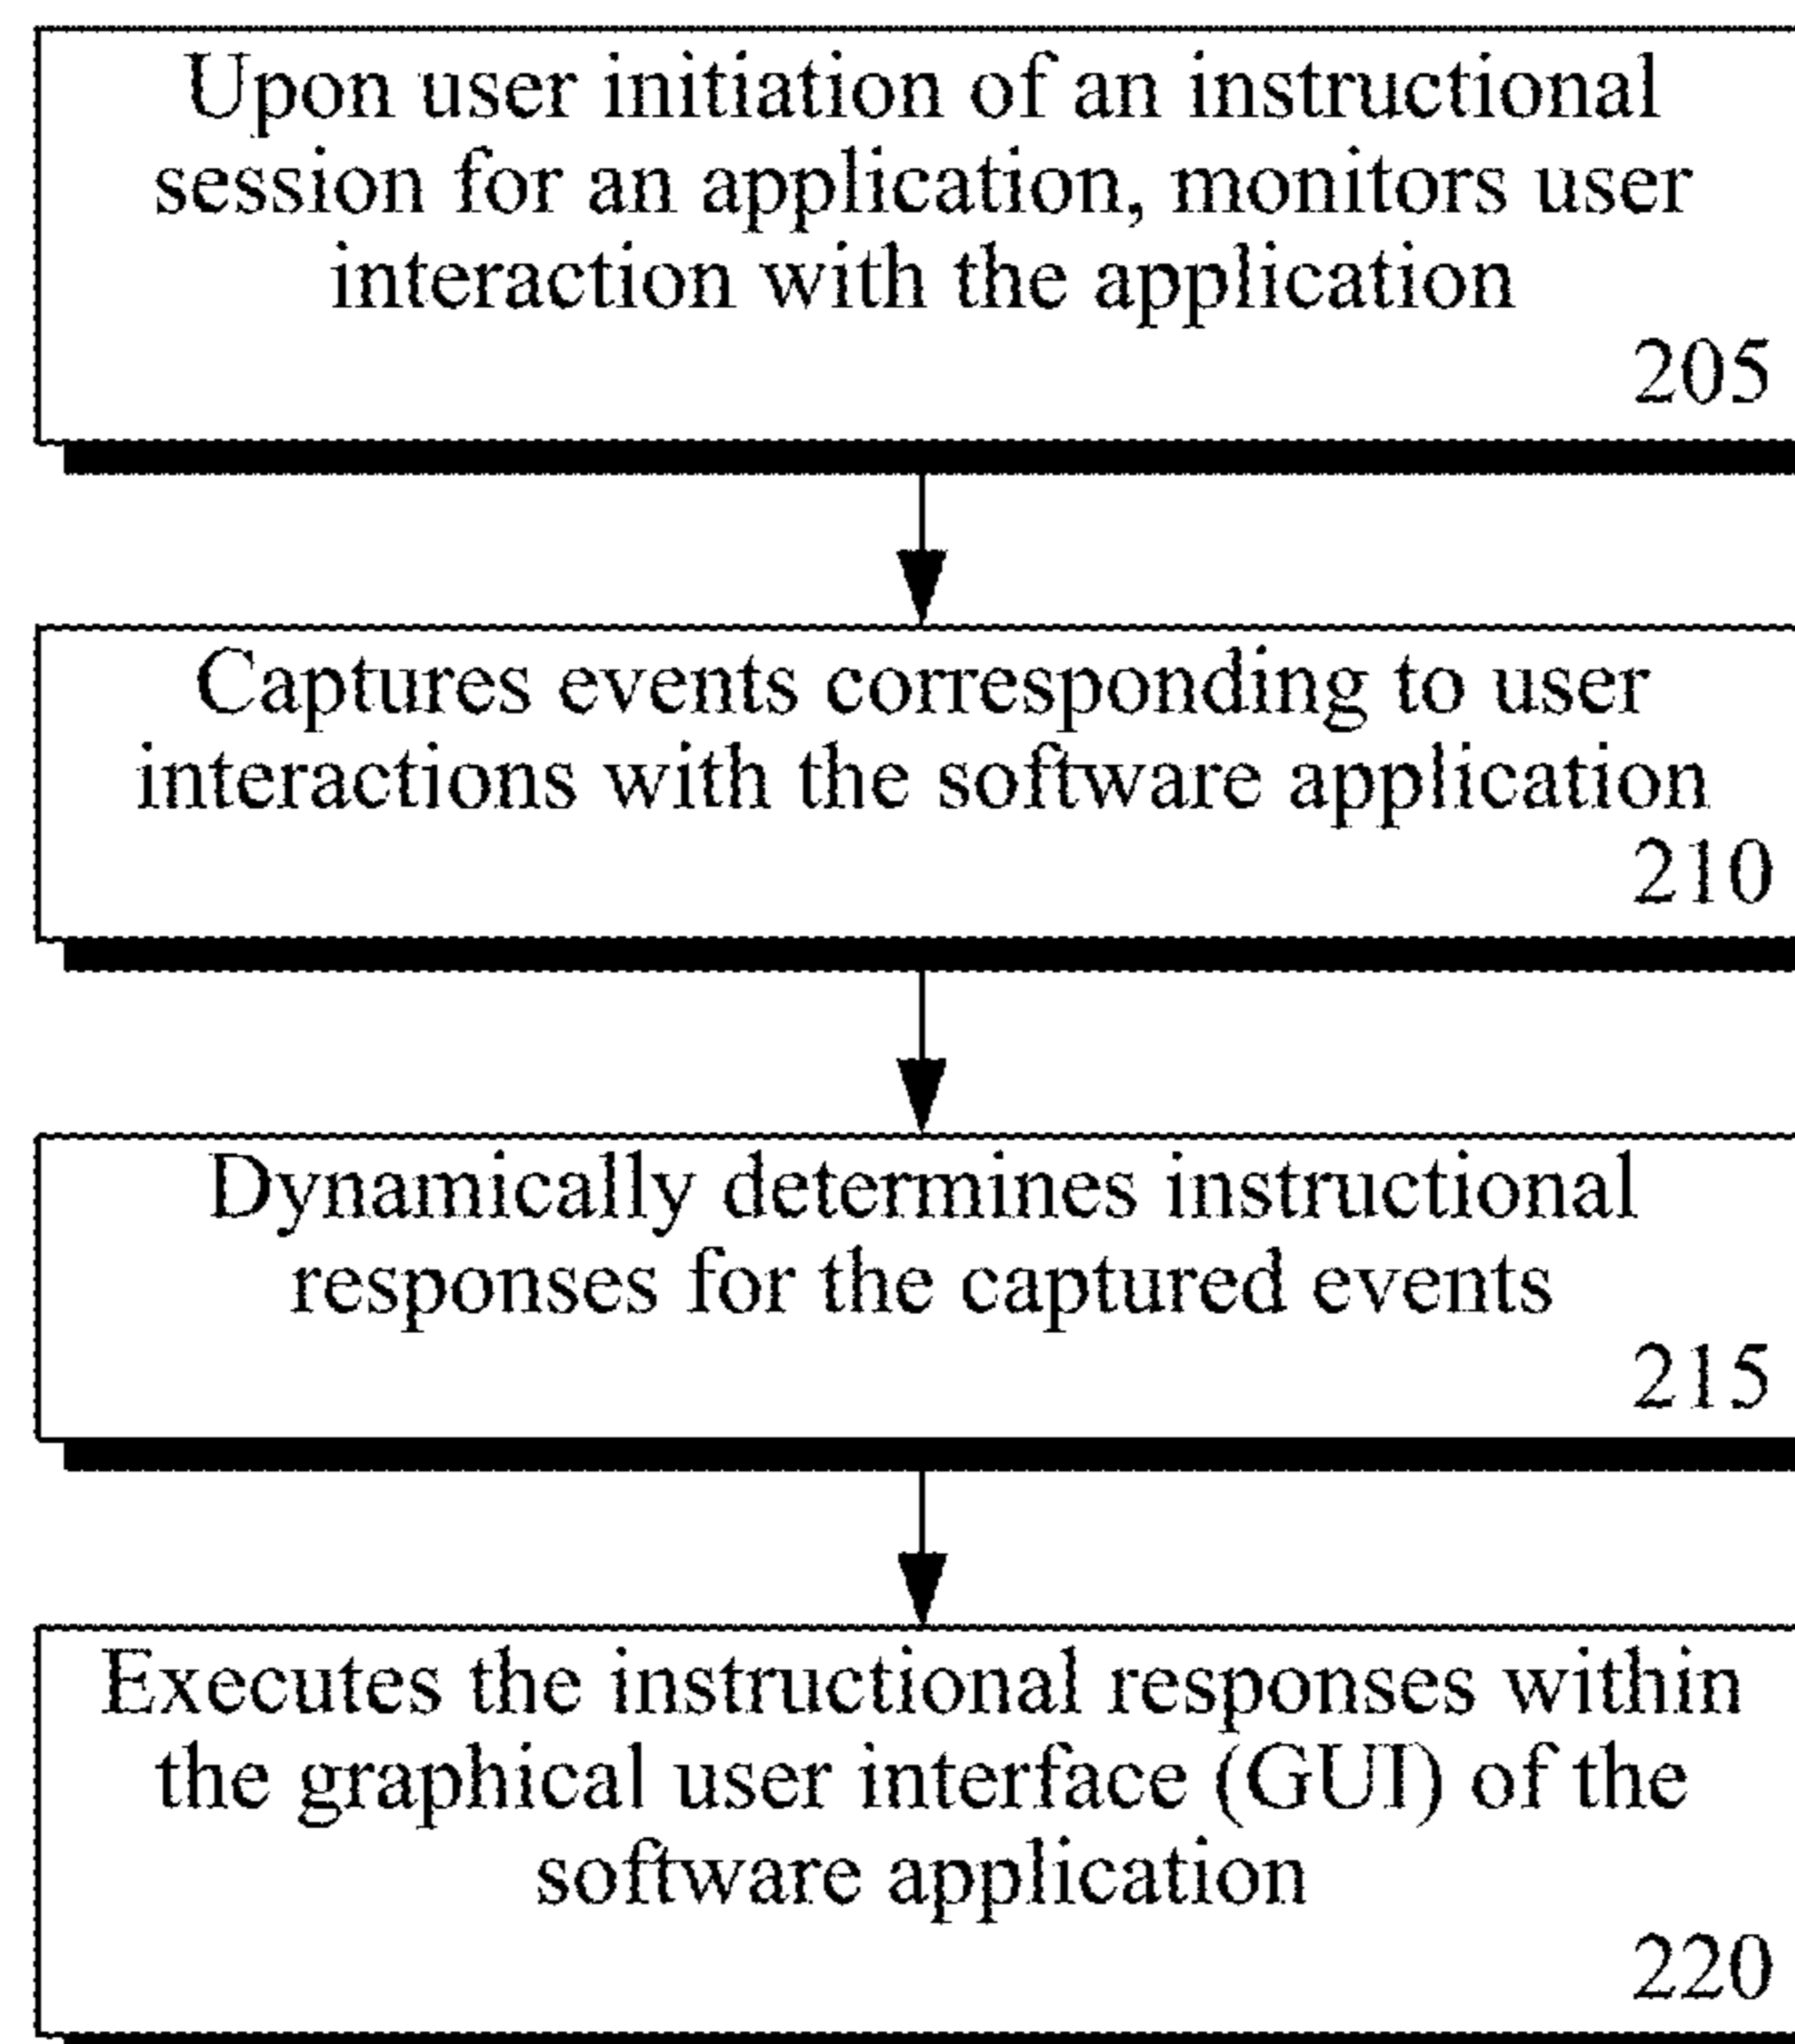 Upon user initiation of an instructional
session for an application, monitors user
interaction with the application
205
Captures events corresponding to user
interactions with the software application
210
Dynamically determines instructional
responses for the captured events
215
Executes the instructional responses within
the graphical user interface (GUI) of the
software application
220